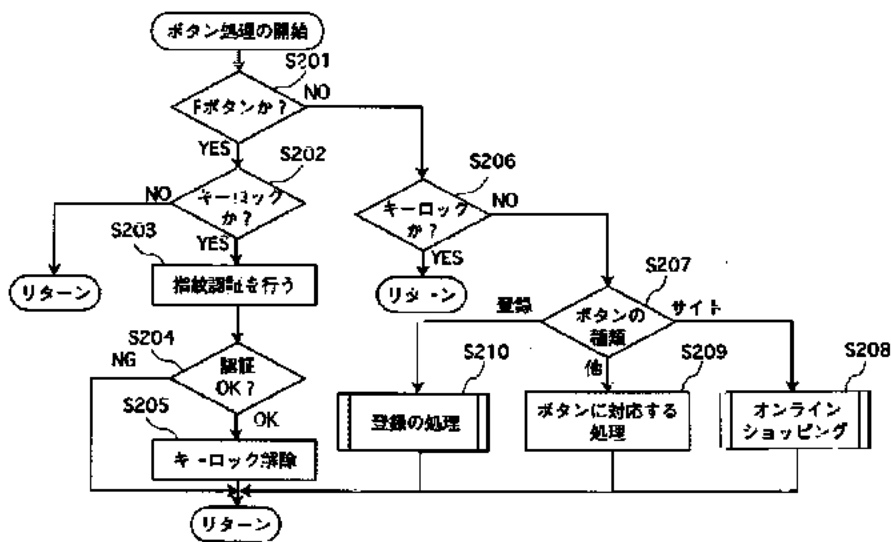 ボタン処理の開始
S201
Fボタンか？
NO
YES
S202
キーロック
か？
NO
YES
S203
指紋認証を行う
リターン
S204
認証
OK？
NG
OK
S205
キーロック解除
リターン
S206
キーロック
か？
NO
YES
リターン
S207
ボタンの
種類
登録
サイト
他
S210
登録の処理
S209
ボタンに対応する
処理
S208
オンライン
ショッピング